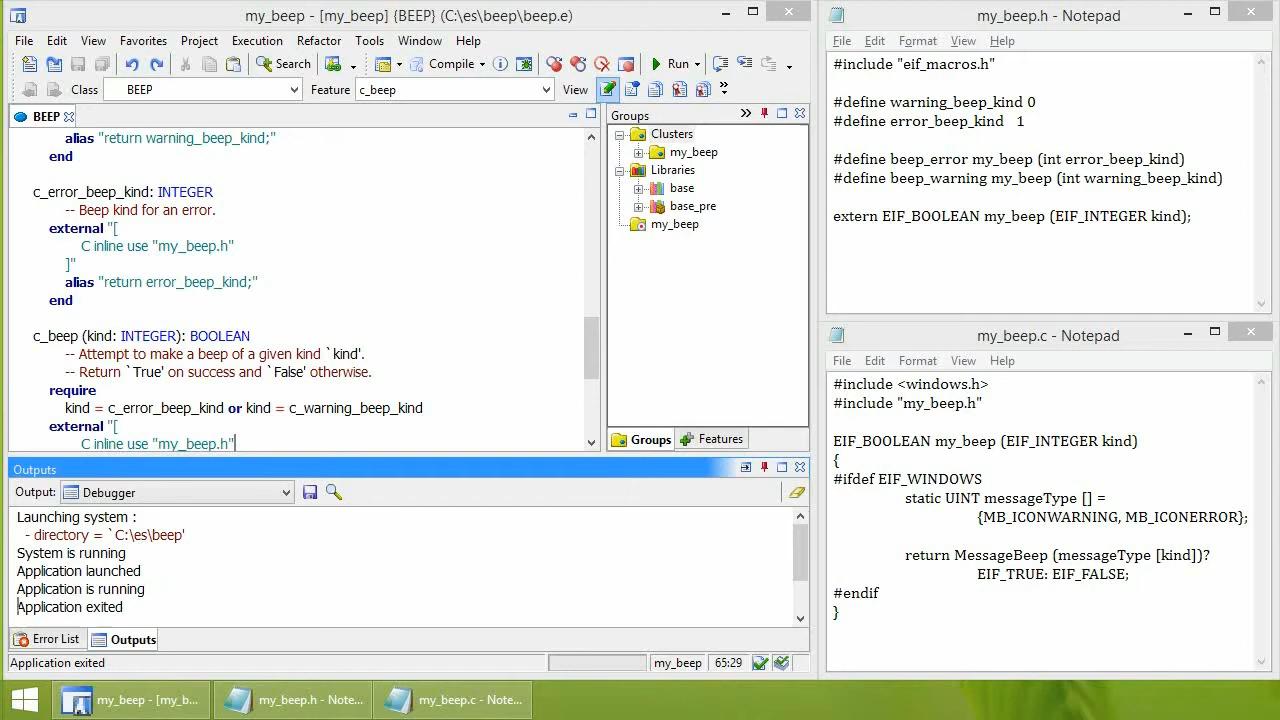 my_beep - [my_beep] {BEEP} (C:\es\beep\beep.e)
File Edit View Favorites Project Execution Refactor Tools Window Help
Search Compile Run
Class BEEP Feature c_beep View
BEEP
alias "return warning_beep_kind;"
end
c_error_beep_kind: INTEGER
-- Beep kind for an error.
external "[
C inline use "my_beep.h"
]"
alias "return error_beep_kind;"
end
c_beep (kind: INTEGER): BOOLEAN
-- Attempt to make a beep of a given kind `kind'.
-- Return `True' on success and `False' otherwise.
require
kind = c_error_beep_kind or kind = c_warning_beep_kind
external "[
C inline use "my_beep.h"
Groups
Clusters
my_beep
Libraries
base
base_pre
my_beep
Groups Features
Outputs
Output: Debugger
Launching system :
- directory = `C:\es\beep'
System is running
Application launched
Application is running
Application exited
Error List Outputs
Application exited my_beep 65:29
my_beep.h - Notepad
File Edit Format View Help
#include "eif_macros.h"
#define warning_beep_kind 0
#define error_beep_kind 1
#define beep_error my_beep (int error_beep_kind)
#define beep_warning my_beep (int warning_beep_kind)
extern EIF_BOOLEAN my_beep (EIF_INTEGER kind);
my_beep.c - Notepad
File Edit Format View Help
#include <windows.h>
#include "my_beep.h"
EIF_BOOLEAN my_beep (EIF_INTEGER kind)
{
#ifdef EIF_WINDOWS
static UINT messageType [] =
{MB_ICONWARNING, MB_ICONERROR};
return MessageBeep (messageType [kind])?
EIF_TRUE: EIF_FALSE;
#endif
}
my_beep - [my_b... my_beep.h - Note... my_beep.c - Note...